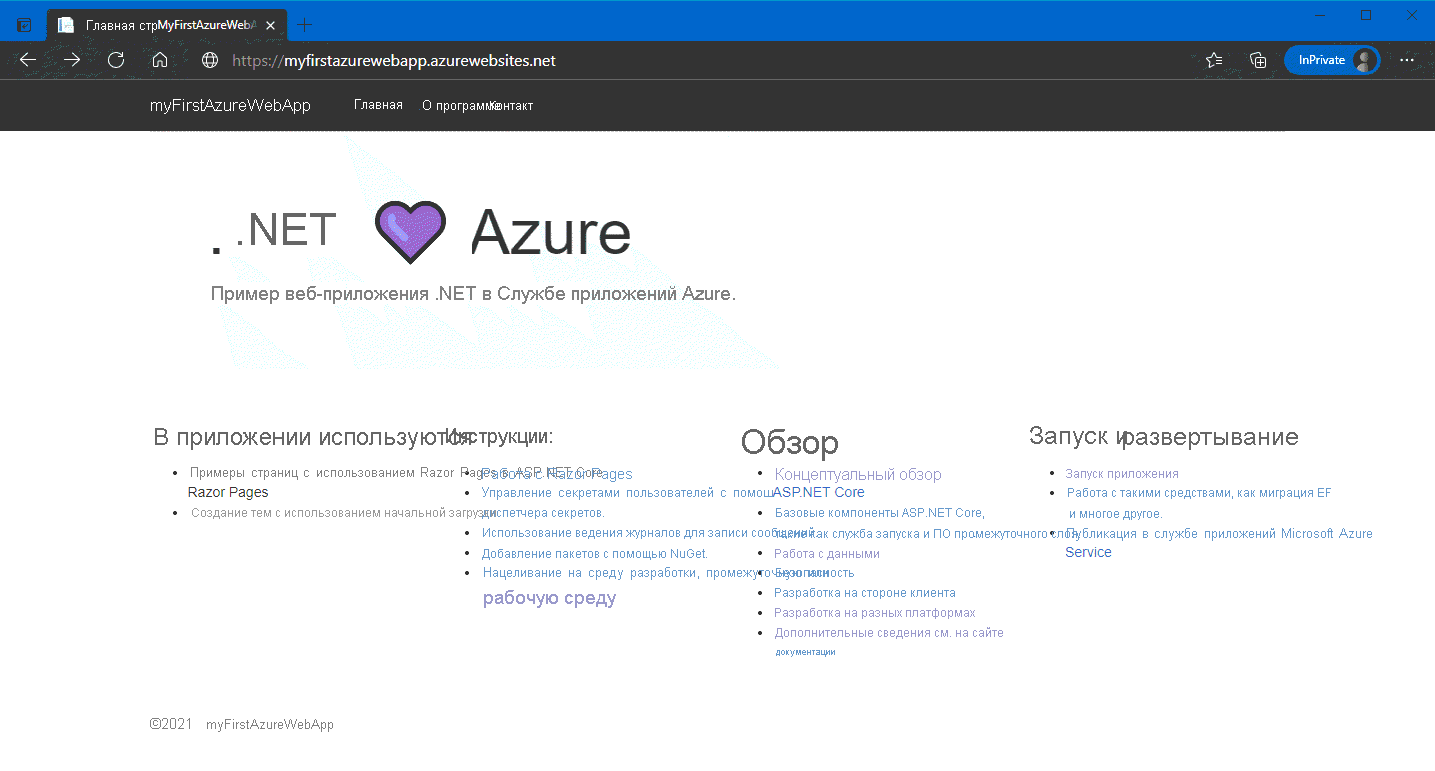 Главная стрMyFirstAzureWebA
https://myfirstazurewebapp.azurewebsites.net
InPrivate
myFirstAzureWebApp Главная О программе Контакт
. .NET Azure
Пример веб-приложения .NET в Службе приложений Azure.
В приложении используются:
Примеры страниц с использованием Razor Pages в ASP.NET Core
Razor Pages
Создание тем с использованием начальной загрузки
Инструкции:
Работа с Razor Pages
Управление секретами пользователей с помощ
диспетчера секретов.
Использование ведения журналов для записи сообщений.
Добавление пакетов с помощью NuGet.
Нацеливание на среду разработки, промежуточную или
рабочую среду
Обзор
Концептуальный обзор
ASP.NET Core
Базовые компоненты ASP.NET Core,
такие как служба запуска и ПО промежуточного слоя.
Работа с данными
Безопасность
Разработка на стороне клиента
Разработка на разных платформах
Дополнительные сведения см. на сайте
документации
Запуск и развертывание
Запуск приложения
Работа с такими средствами, как миграция EF
и многое другое.
Публикация в службе приложений Microsoft Azure
Service
©2021 myFirstAzureWebApp